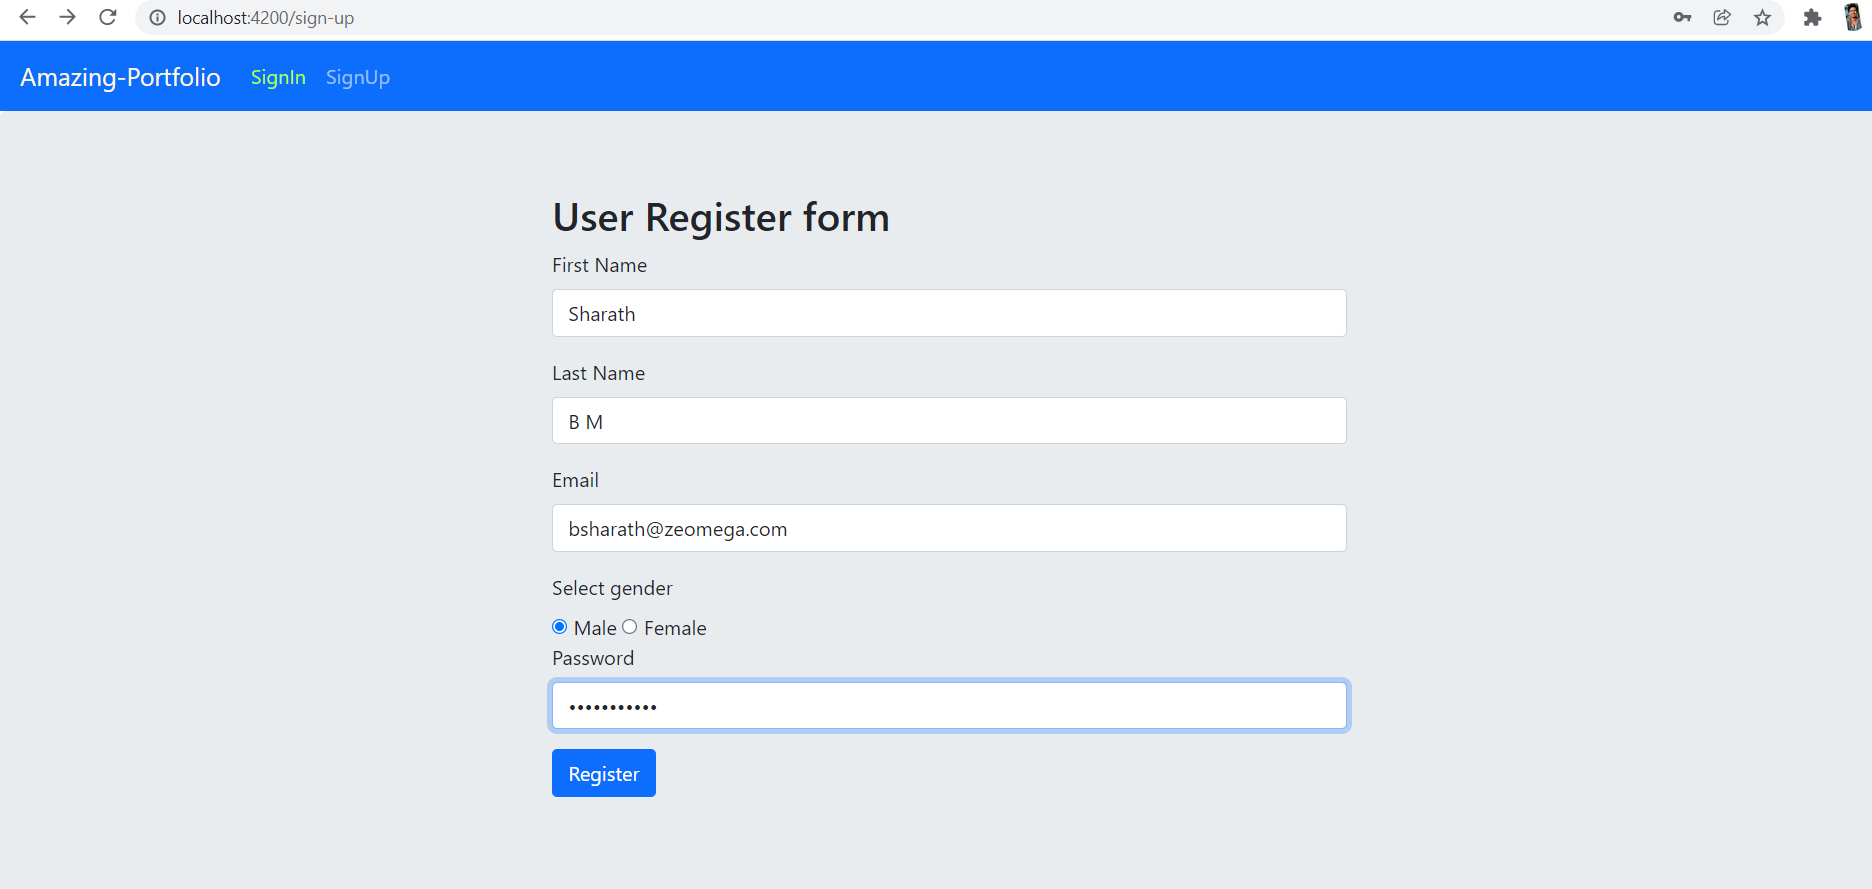 localhost:4200/sign-up
Amazing-Portfolio SignIn SignUp
User Register form
First Name
Sharath
Last Name
B M
Email
bsharath@zeomega.com
Select gender
Male Female
Password
•••••••••••
Register